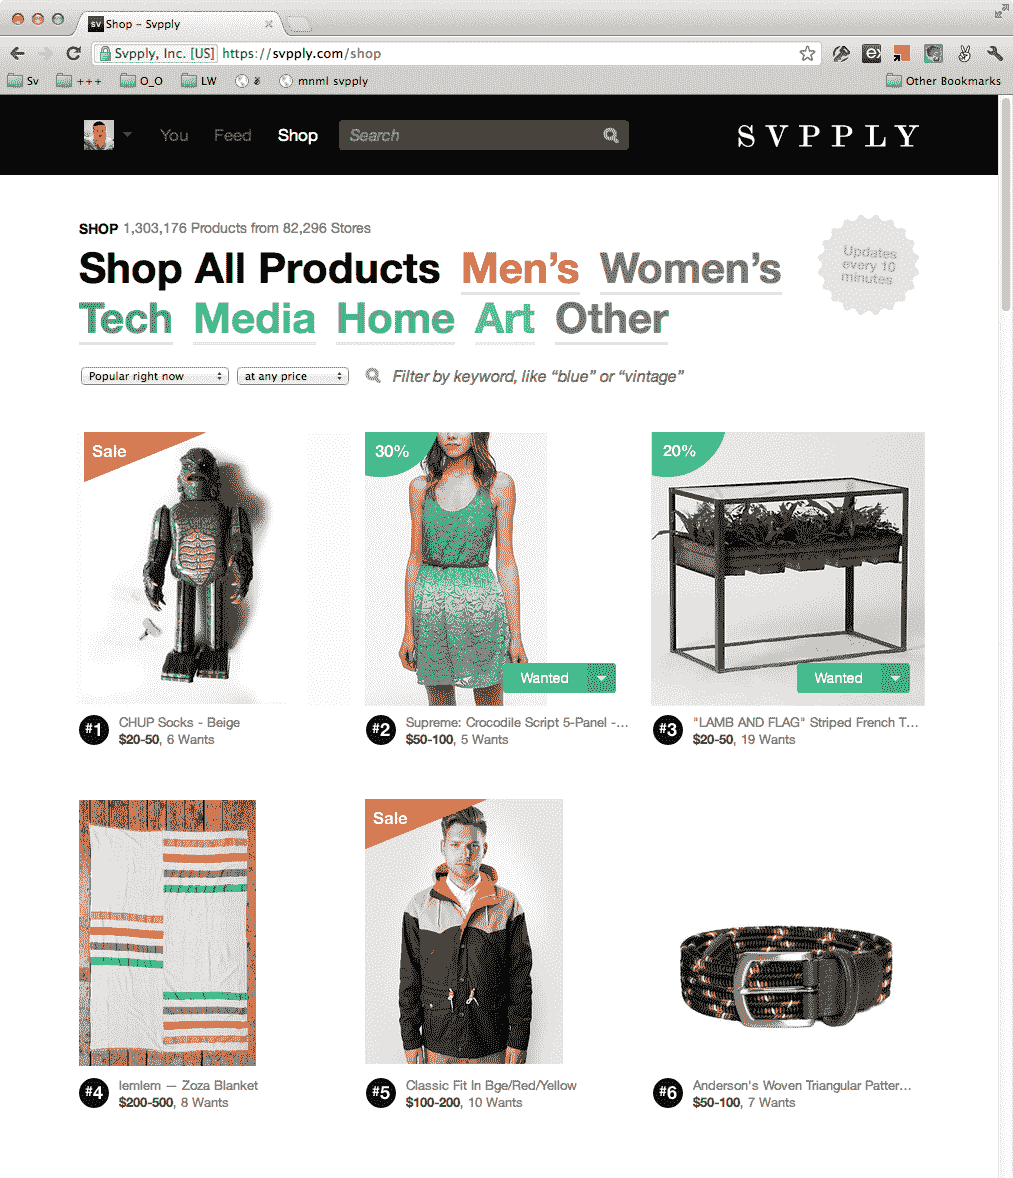 SV Shop – Svpply
Svpply, Inc. [US] https://svpply.com/shop
Sv +++ O_O LW mnml svpply Other Bookmarks
You Feed Shop Search SVPPLY
SHOP 1,303,176 Products from 82,296 Stores
Shop All Products Men's Women's
Tech Media Home Art Other
Updates
every 10
minutes
Popular right now at any price Filter by keyword, like “blue” or “vintage”
Sale 30% 20%
Wanted Wanted
#1 CHUP Socks - Beige
$20-50, 6 Wants
#2 Supreme: Crocodile Script 5-Panel -...
$50-100, 5 Wants
#3 "LAMB AND FLAG" Striped French T...
$20-50, 19 Wants
Sale
#4 lemlem — Zoza Blanket
$200-500, 8 Wants
#5 Classic Fit In Bge/Red/Yellow
$100-200, 10 Wants
#6 Anderson's Woven Triangular Patter...
$50-100, 7 Wants